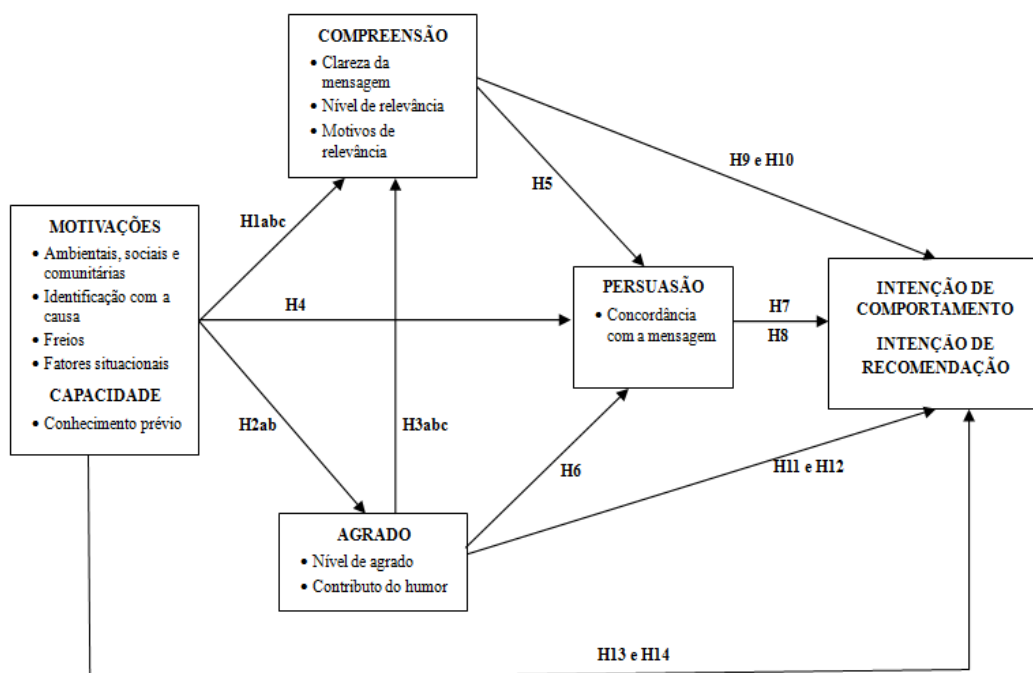 COMPREENSÃO
• Clareza da
mensagem
• Nível de relevância
• Motivos de
relevância
H9 e H10
H5
H1abc
MOTIVAÇÕES
• Ambientais, sociais e
comunitárias
• Identificação com a
causa
• Freios
• Fatores situacionais
CAPACIDADE
• Conhecimento prévio
H4
PERSUASÃO
• Concordância
com a mensagem
H7
H8
INTENÇÃO DE
COMPORTAMENTO
INTENÇÃO DE
RECOMENDAÇÃO
H2ab
H3abc
H6
H11 e H12
AGRADO
• Nível de agrado
• Contributo do humor
H13 e H14